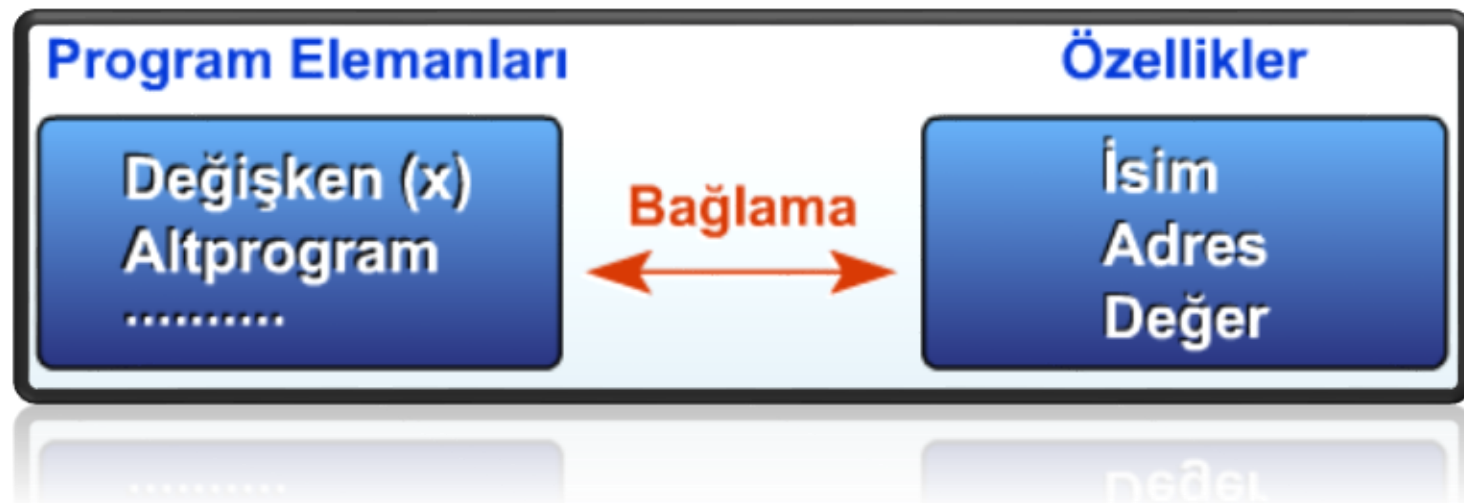 Program Elemanları
Özellikler
Değişken (x)
Altprogram
..........
Bağlama
İsim
Adres
Değer